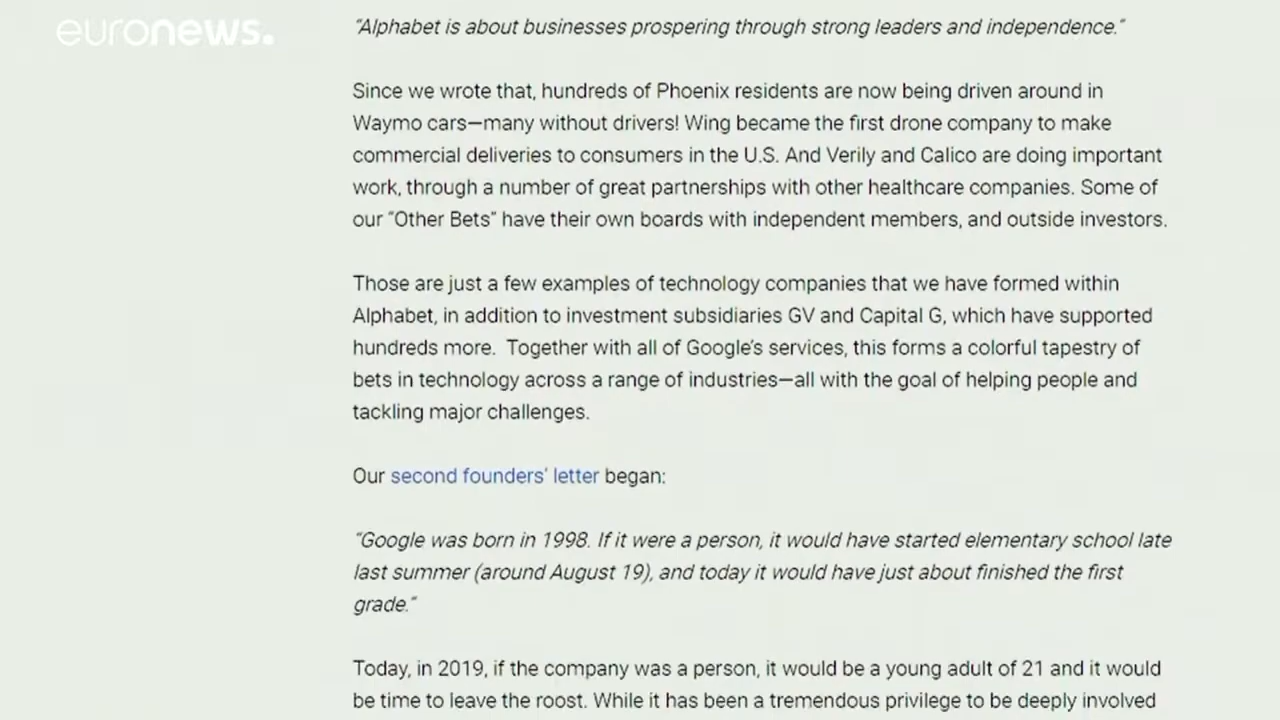 euronews.
"Alphabet is about businesses prospering through strong leaders and independence."
Since we wrote that, hundreds of Phoenix residents are now being driven around in
Waymo cars—many without drivers! Wing became the first drone company to make
commercial deliveries to consumers in the U.S. And Verily and Calico are doing important
work, through a number of great partnerships with other healthcare companies. Some of
our "Other Bets" have their own boards with independent members, and outside investors.
Those are just a few examples of technology companies that we have formed within
Alphabet, in addition to investment subsidiaries GV and Capital G, which have supported
hundreds more.  Together with all of Google's services, this forms a colorful tapestry of
bets in technology across a range of industries—all with the goal of helping people and
tackling major challenges.
Our second founders' letter began:
"Google was born in 1998. If it were a person, it would have started elementary school late
last summer (around August 19), and today it would have just about finished the first
grade."
Today, in 2019, if the company was a person, it would be a young adult of 21 and it would
be time to leave the roost. While it has been a tremendous privilege to be deeply involved